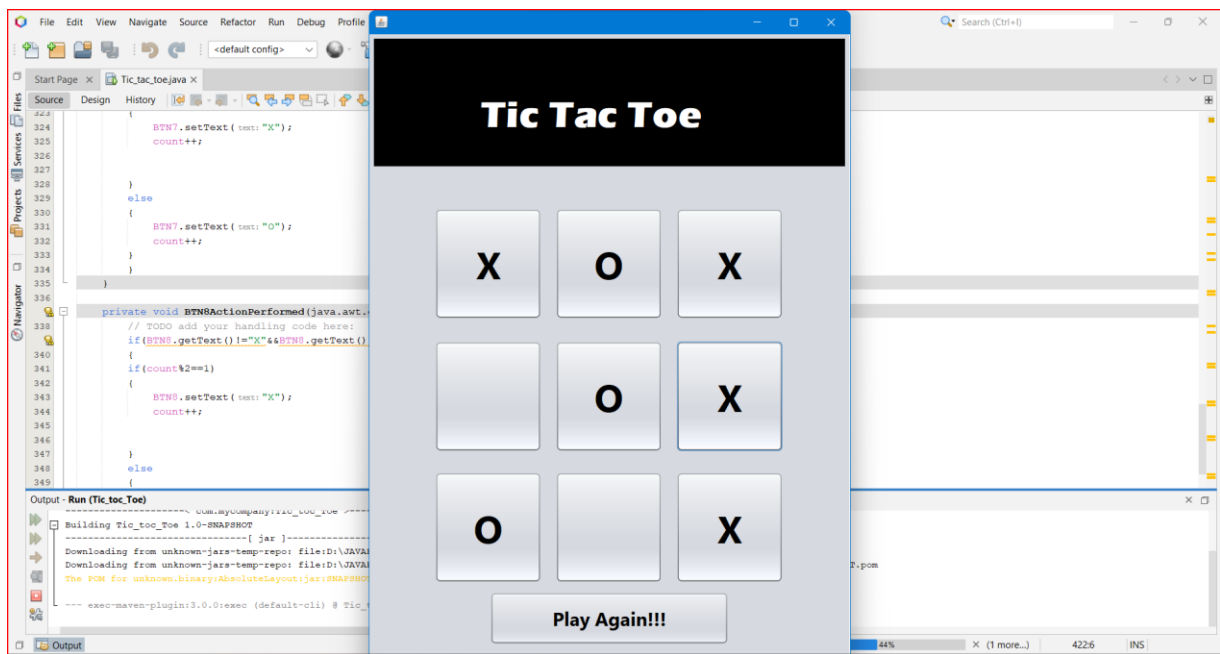 File Edit View Navigate Source Refactor Run Debug Profile
Search (Ctrl+I)
<default config>
Start Page
Tic_tac_toe.java
Source Design History
Files
Services
Projects
Navigator
323 {
324 BTN7.setText( text: "X");
325 count++;
326
327
328 }
329 else
330 {
331 BTN7.setText( text: "O");
332 count++;
333 }
334 }
335 }
336
private void BTN8ActionPerformed(java.awt.
338 // TODO add your handling code here:
if(BTN8.getText()!="X"&&BTN8.getText()
340 {
341 if(count%2==1)
342 {
343 BTN8.setText( text: "X");
344 count++;
345
346
347 }
348 else
349 {
Tic Tac Toe
X O X
O X
O X
Play Again!!!
Output - Run (Tic_toc_Toe)
---------------------< com.mycompany:Tic_toc_Toe >---
Building Tic_toc_Toe 1.0-SNAPSHOT
--------------------------------[ jar ]---
Downloading from unknown-jars-temp-repo: file:D:\JAVA
Downloading from unknown-jars-temp-repo: file:D:\JAVA
T.pom
The POM for unknown.binary:AbsoluteLayout:jar:SNAPSHO
--- exec-maven-plugin:3.0.0:exec (default-cli) @ Tic_
Output
44%
(1 more...)
422:6
INS